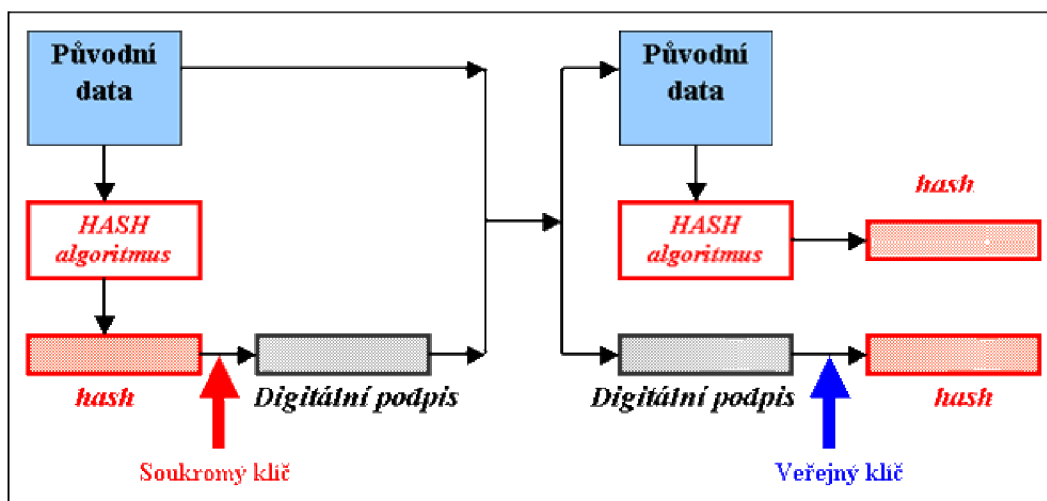 Původní
data
HASH
algoritmus
hash
Digitální podpis
Soukromý klíč
Původní
data
HASH
algoritmus
hash
Digitální podpis
hash
Veřejný klíč